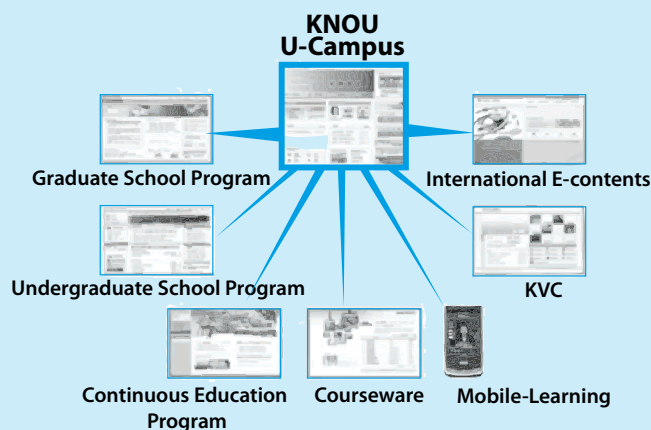 KNOU
U-Campus
Graduate School Program
International E-contents
Undergraduate School Program
KVC
Continuous Education
Program
Courseware
Mobile-Learning